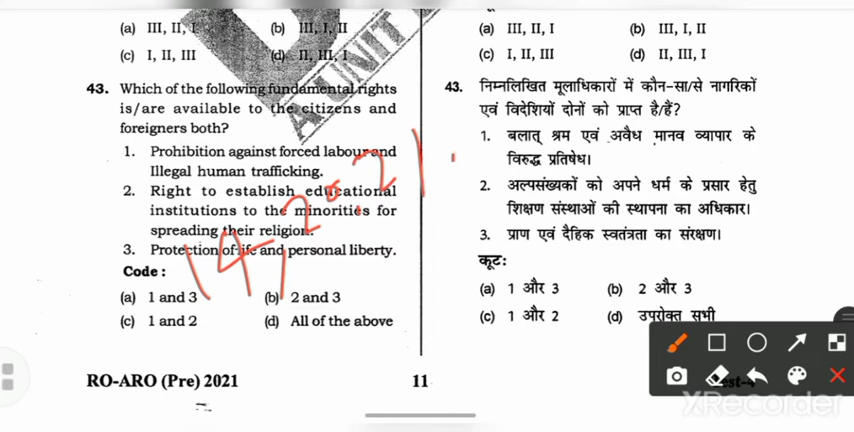 (a) III, II, I (b) III, I, II
(c) I, II, III (d) II, III, I
43. Which of the following fundamental rights
is/are available to the citizens and
foreigners both?
1. Prohibition against forced labour and
Illegal human trafficking.
2. Right to establish educational
institutions to the minorities for
spreading their religion.
3. Protection of life and personal liberty.
Code :
(a) 1 and 3 (b) 2 and 3
(c) 1 and 2 (d) All of the above
RO-ARO (Pre) 2021
11
(a) III, II, I (b) III, I, II
(c) I, II, III (d) II, III, I
43. निम्नलिखित मूलाधिकारों में कौन-सा/से नागरिकों
एवं विदेशियों दोनों को प्राप्त है/हैं?
1. बलात् श्रम एवं अवैध मानव व्यापार के
विरुद्ध प्रतिषेध।
2. अल्पसंख्यकों को अपने धर्म के प्रसार हेतु
शिक्षण संस्थाओं की स्थापना का अधिकार।
3. प्राण एवं दैहिक स्वतंत्रता का संरक्षण।
कूट:
(a) 1 और 3 (b) 2 और 3
(c) 1 और 2 (d) उपरोक्त सभी
A UNIT
19, 20, 21
XRecorder